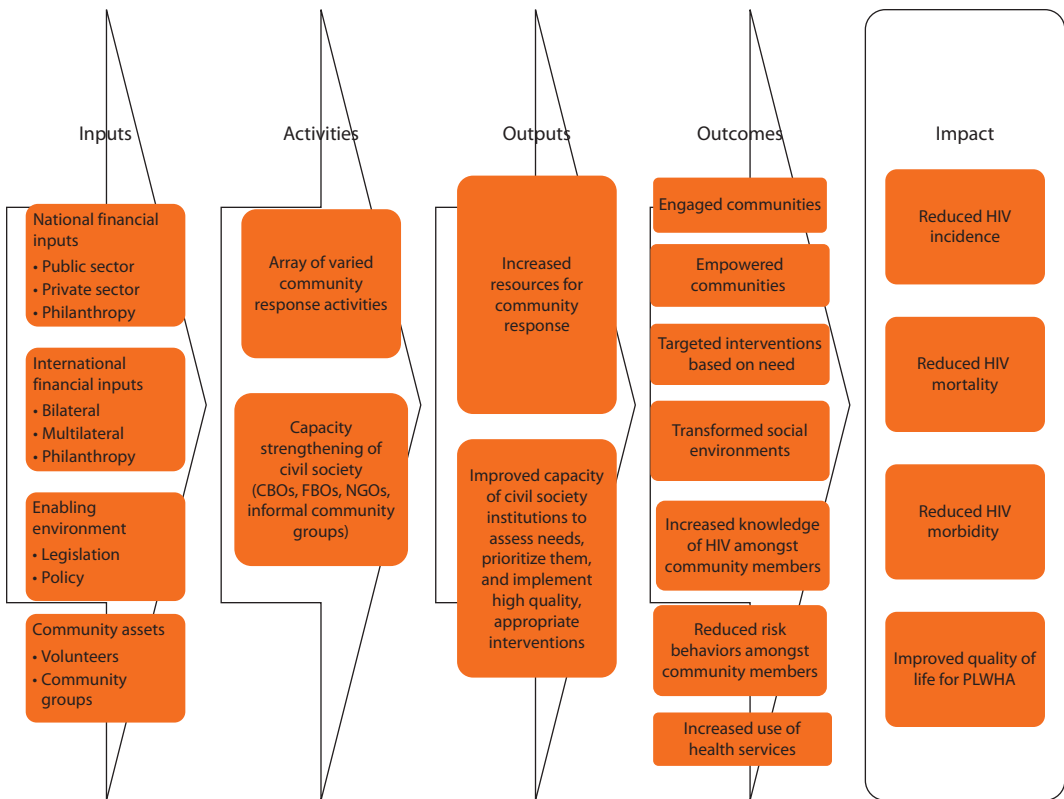 Inputs
National financial
inputs
• Public sector
• Private sector
• Philanthropy
International
financial inputs
• Bilateral
• Multilateral
• Philanthropy
Enabling
environment
• Legislation
• Policy
Community assets
• Volunteers
• Community
groups
Activities
Array of varied
community
response activities
Capacity
strengthening of
civil society
(CBOs, FBOs, NGOs,
informal community
groups)
Outputs
Increased
resources for
community
response
Improved capacity
of civil society
institutions to
assess needs,
prioritize them,
and implement
high quality,
appropriate
interventions
Outcomes
Engaged communities
Empowered
communities
Targeted interventions
based on need
Transformed social
environments
Increased knowledge
of HIV amongst
community members
Reduced risk
behaviors amongst
community members
Increased use of
health services
Impact
Reduced HIV
incidence
Reduced HIV
mortality
Reduced HIV
morbidity
Improved quality of
life for PLWHA